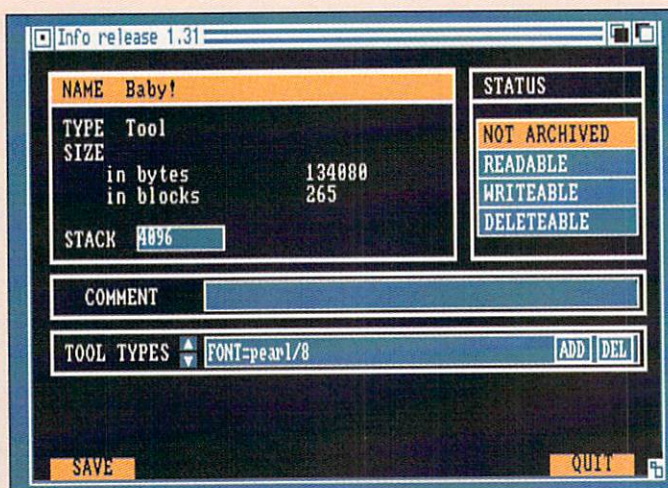 Info release 1.31
NAME Baby!
TYPE Tool
SIZE
in bytes 134080
in blocks 265
STACK 4096
STATUS
NOT ARCHIVED
READABLE
WRITEABLE
DELETEABLE
COMMENT
TOOL TYPES FONT=pearl/8 ADD DEL
SAVE QUIT